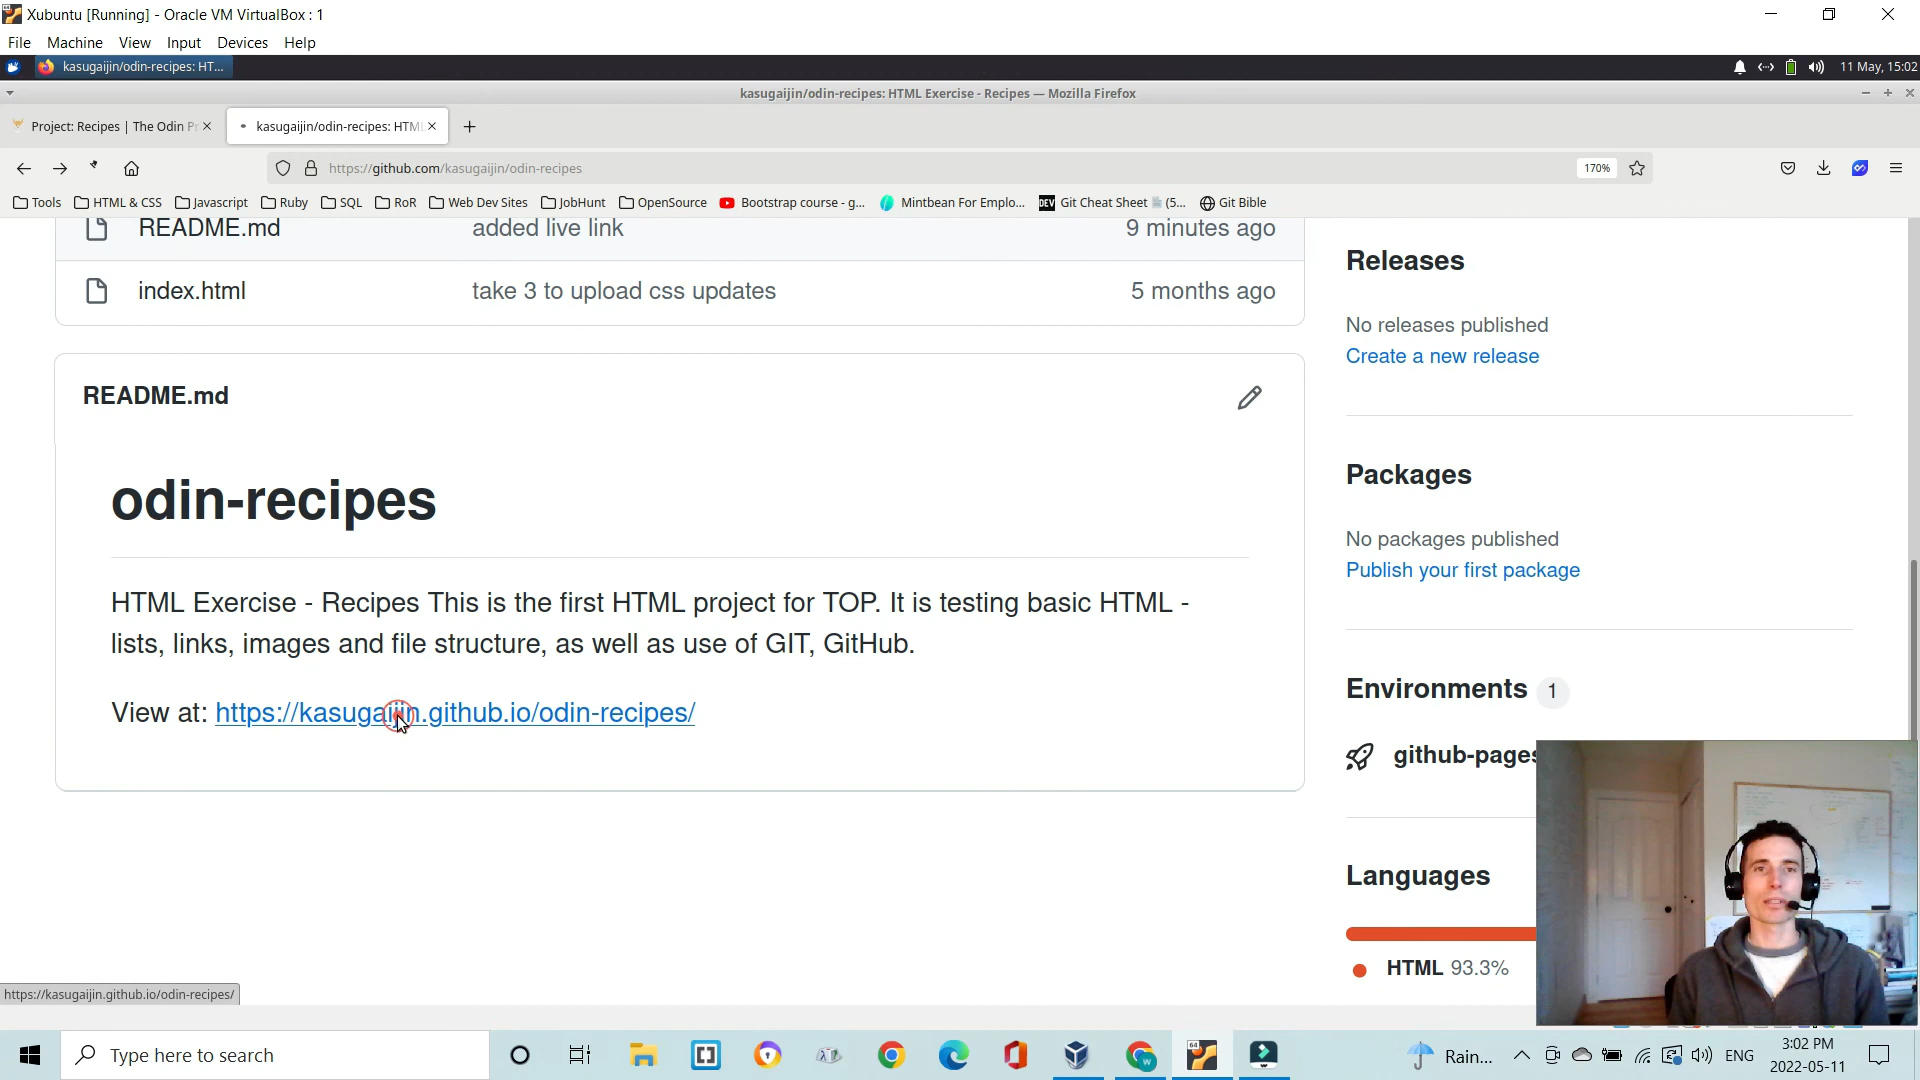 Xubuntu [Running] - Oracle VM VirtualBox : 1
File Machine View Input Devices Help
kasugaijin/odin-recipes: HT...
11 May, 15:02
kasugaijin/odin-recipes: HTML Exercise - Recipes — Mozilla Firefox
Project: Recipes | The Odin Pr
kasugaijin/odin-recipes: HTML
https://github.com/kasugaijin/odin-recipes
170%
Tools HTML & CSS Javascript Ruby SQL RoR Web Dev Sites JobHunt OpenSource Bootstrap course - g... Mintbean For Emplo... DEV Git Cheat Sheet (5... Git Bible
README.md added live link 9 minutes ago
index.html take 3 to upload css updates 5 months ago
README.md
odin-recipes
HTML Exercise - Recipes This is the first HTML project for TOP. It is testing basic HTML -
lists, links, images and file structure, as well as use of GIT, GitHub.
View at: https://kasugaijin.github.io/odin-recipes/
Releases
No releases published
Create a new release
Packages
No packages published
Publish your first package
Environments 1
github-pages
Languages
HTML 93.3%
https://kasugaijin.github.io/odin-recipes/
Type here to search
64
Rain...
ENG
3:02 PM
2022-05-11